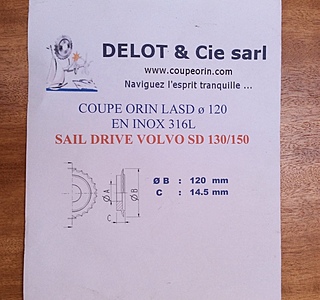 DELOT & Cie sarl
www.coupeorin.com
Naviguez l'esprit tranquille ...
COUPE ORIN LASD ø 120
EN INOX 316L
SAIL DRIVE VOLVO SD 130/150
Ø B : 120 mm
C : 14.5 mm
Ø A
Ø B
C